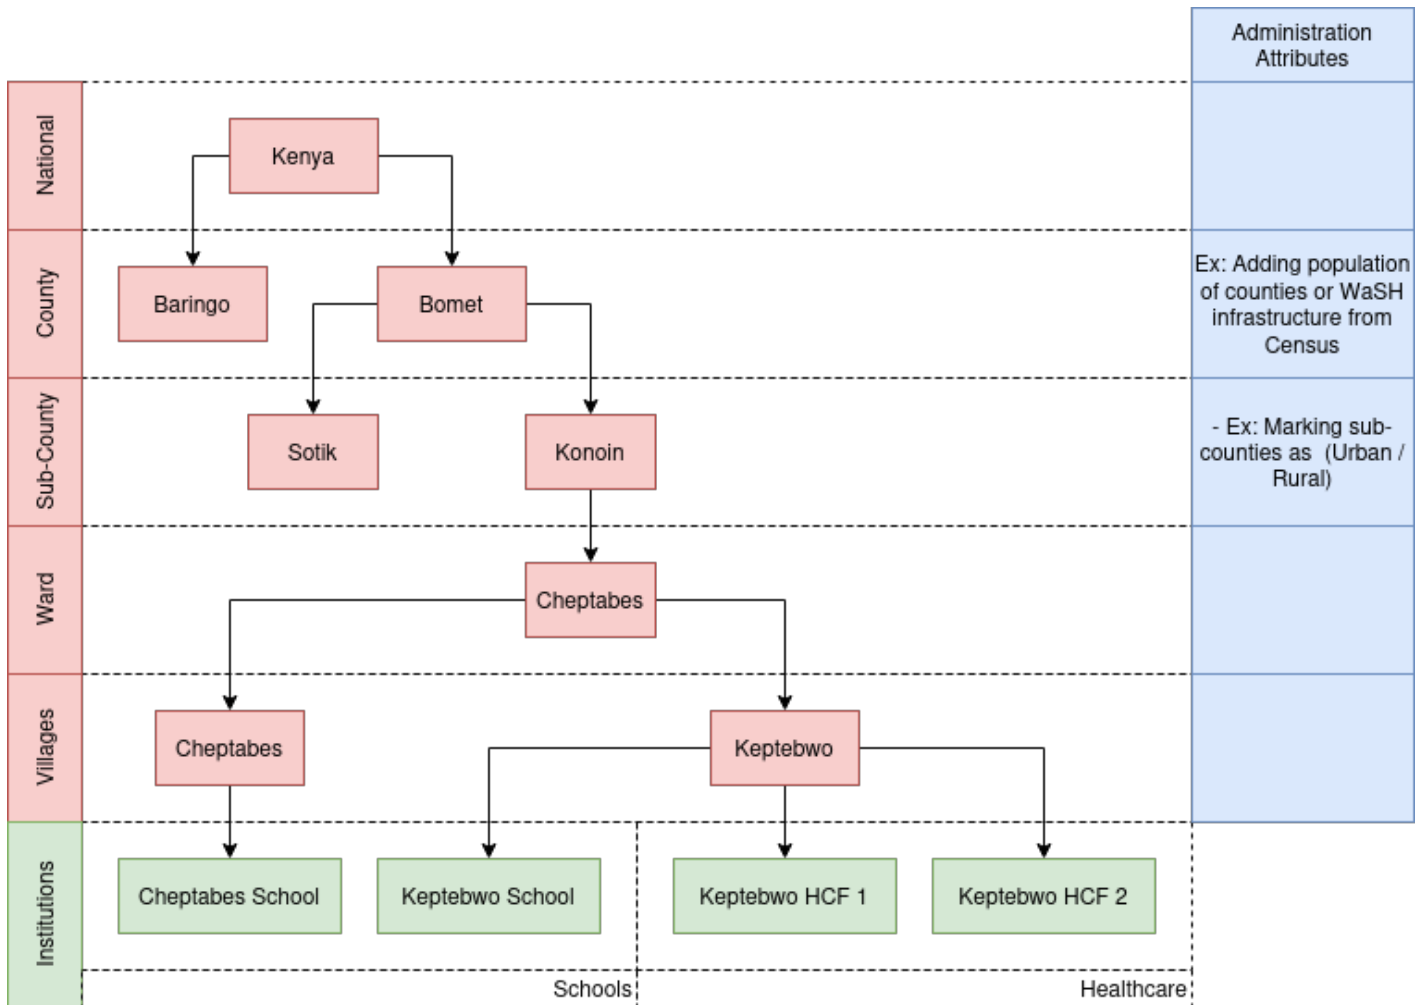 Administration
Attributes
National
Kenya
County
Baringo
Bomet
Ex: Adding population
of counties or WaSH
infrastructure from
Census
Sub-County
Sotik
Konoin
- Ex: Marking sub-
counties as (Urban /
Rural)
Ward
Cheptabes
Villages
Cheptabes
Keptebwo
Institutions
Cheptabes School
Keptebwo School
Keptebwo HCF 1
Keptebwo HCF 2
Schools
Healthcare